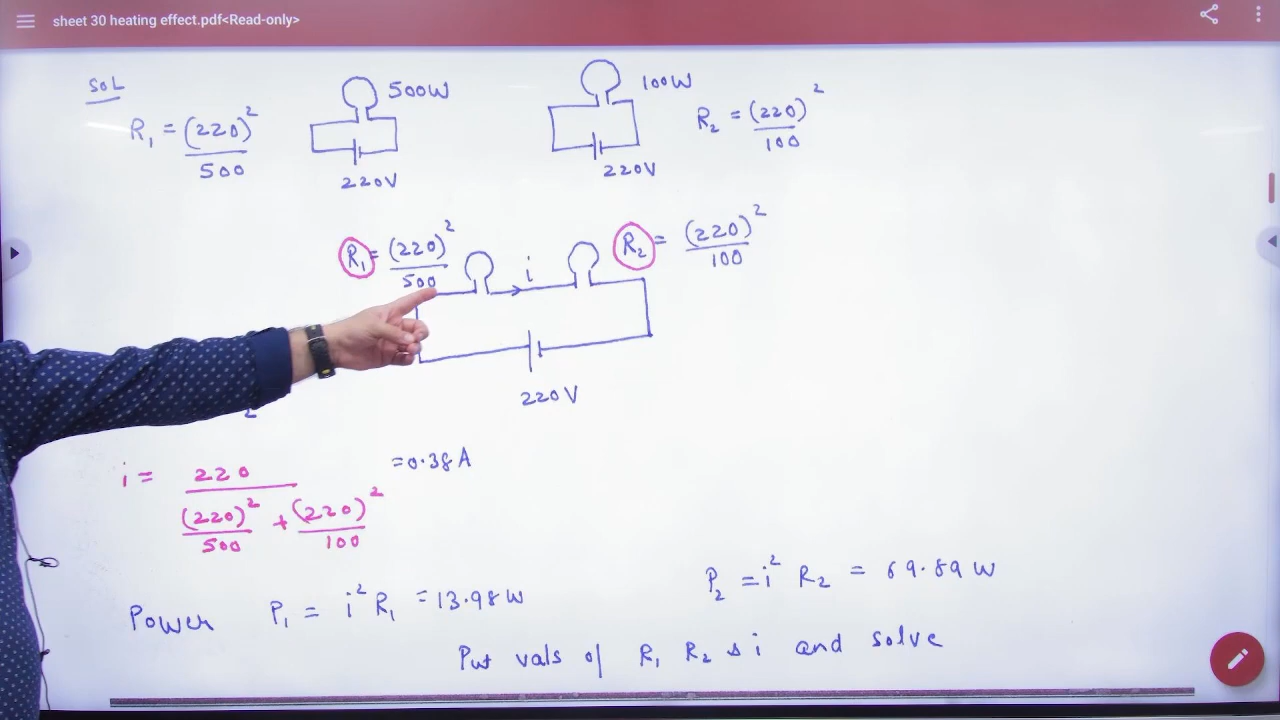 sheet 30 heating effect.pdf<Read-only>
SOL
R₁ = (220)² / 500
500W
220V
100W
220V
R₂ = (220)² / 100
R₁ = (220)² / 500
i
R₂ = (220)² / 100
220V
2
i = 220 / (220)²/500 + (220)²/100 = 0.38 A
Power P₁ = i² R₁ = 13.98 W
P₂ = i² R₂ = 69.89 W
Put vals of R₁ R₂ & i and solve